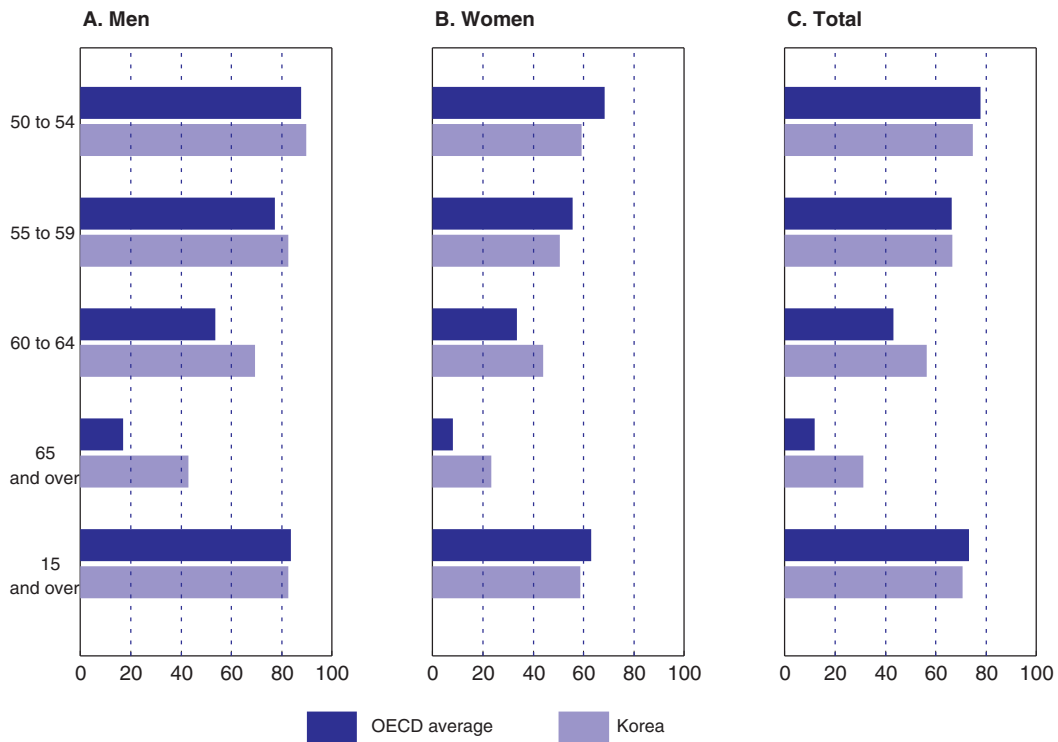 A. Men
B. Women
C. Total
50 to 54
55 to 59
60 to 64
65
and over
15
and over
0 20 40 60 80 100
0 20 40 60 80 100
0 20 40 60 80 100
OECD average
Korea